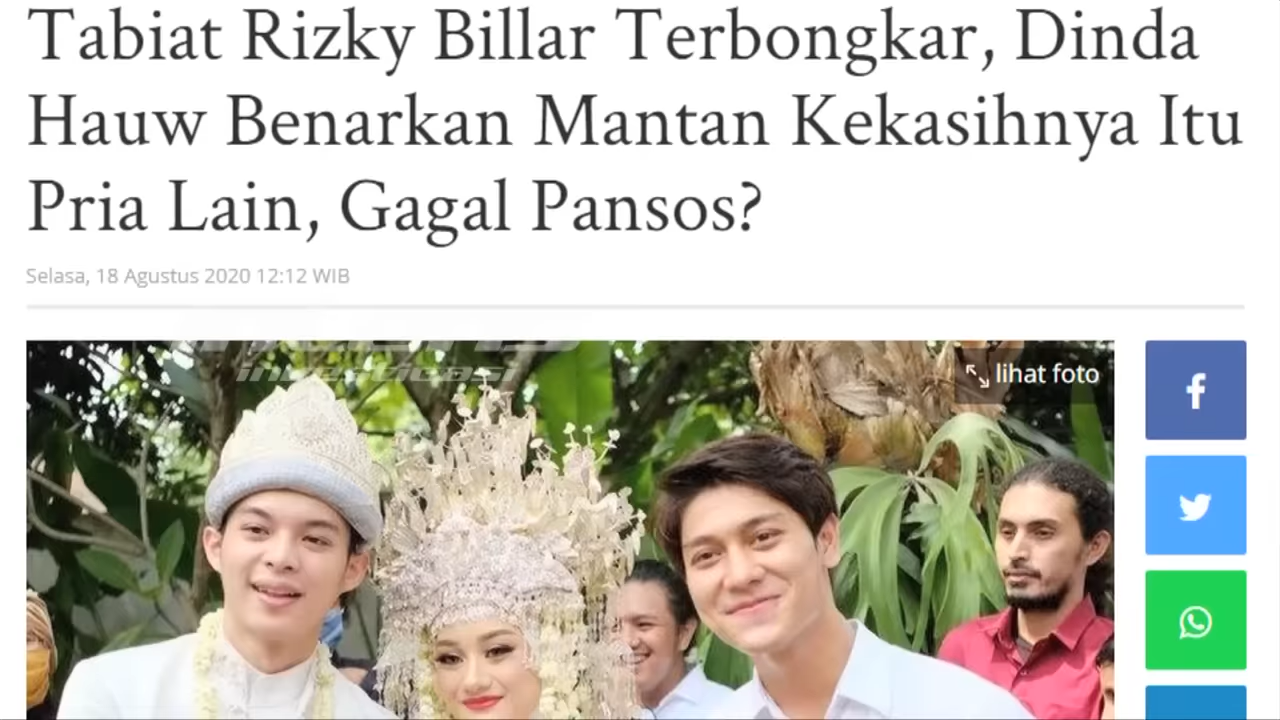 Tabiat Rizky Billar Terbongkar, Dinda
Hauw Benarkan Mantan Kekasihnya Itu
Pria Lain, Gagal Pansos?
Selasa, 18 Agustus 2020 12:12 WIB
investigasi
lihat foto